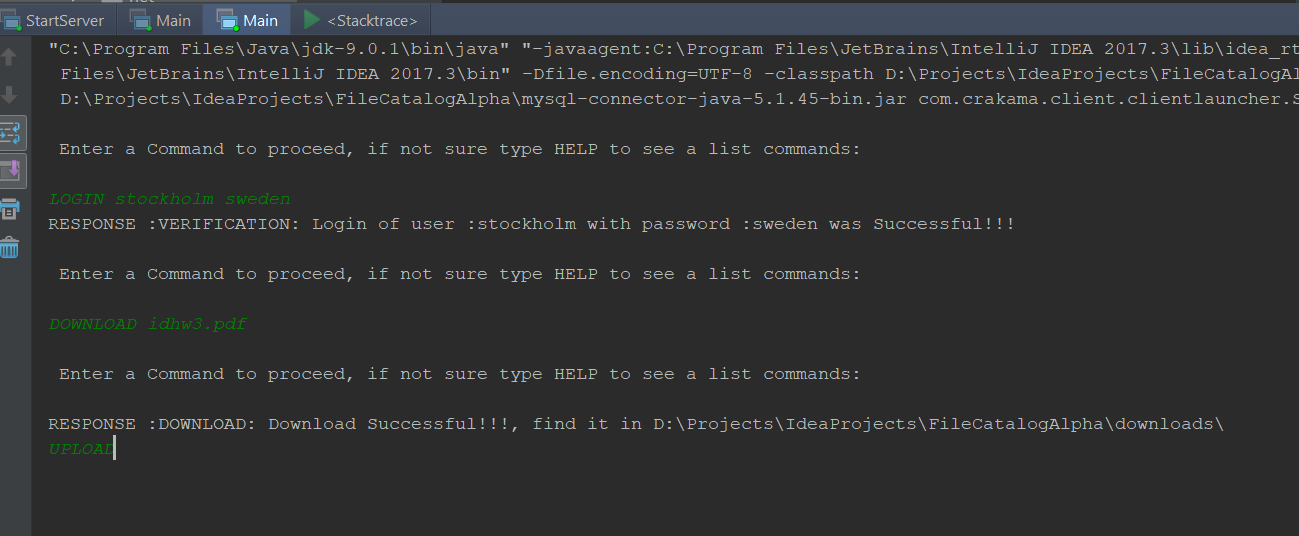 StartServer Main Main <Stacktrace>
"C:\Program Files\Java\jdk-9.0.1\bin\java" "-javaagent:C:\Program Files\JetBrains\IntelliJ IDEA 2017.3\lib\idea_rt
Files\JetBrains\IntelliJ IDEA 2017.3\bin" -Dfile.encoding=UTF-8 -classpath D:\Projects\IdeaProjects\FileCatalogAl
D:\Projects\IdeaProjects\FileCatalogAlpha\mysql-connector-java-5.1.45-bin.jar com.crakama.client.clientlauncher.S
Enter a Command to proceed, if not sure type HELP to see a list commands:
LOGIN stockholm sweden
RESPONSE :VERIFICATION: Login of user :stockholm with password :sweden was Successful!!!
Enter a Command to proceed, if not sure type HELP to see a list commands:
DOWNLOAD idhw3.pdf
Enter a Command to proceed, if not sure type HELP to see a list commands:
RESPONSE :DOWNLOAD: Download Successful!!!, find it in D:\Projects\IdeaProjects\FileCatalogAlpha\downloads\
UPLOAD